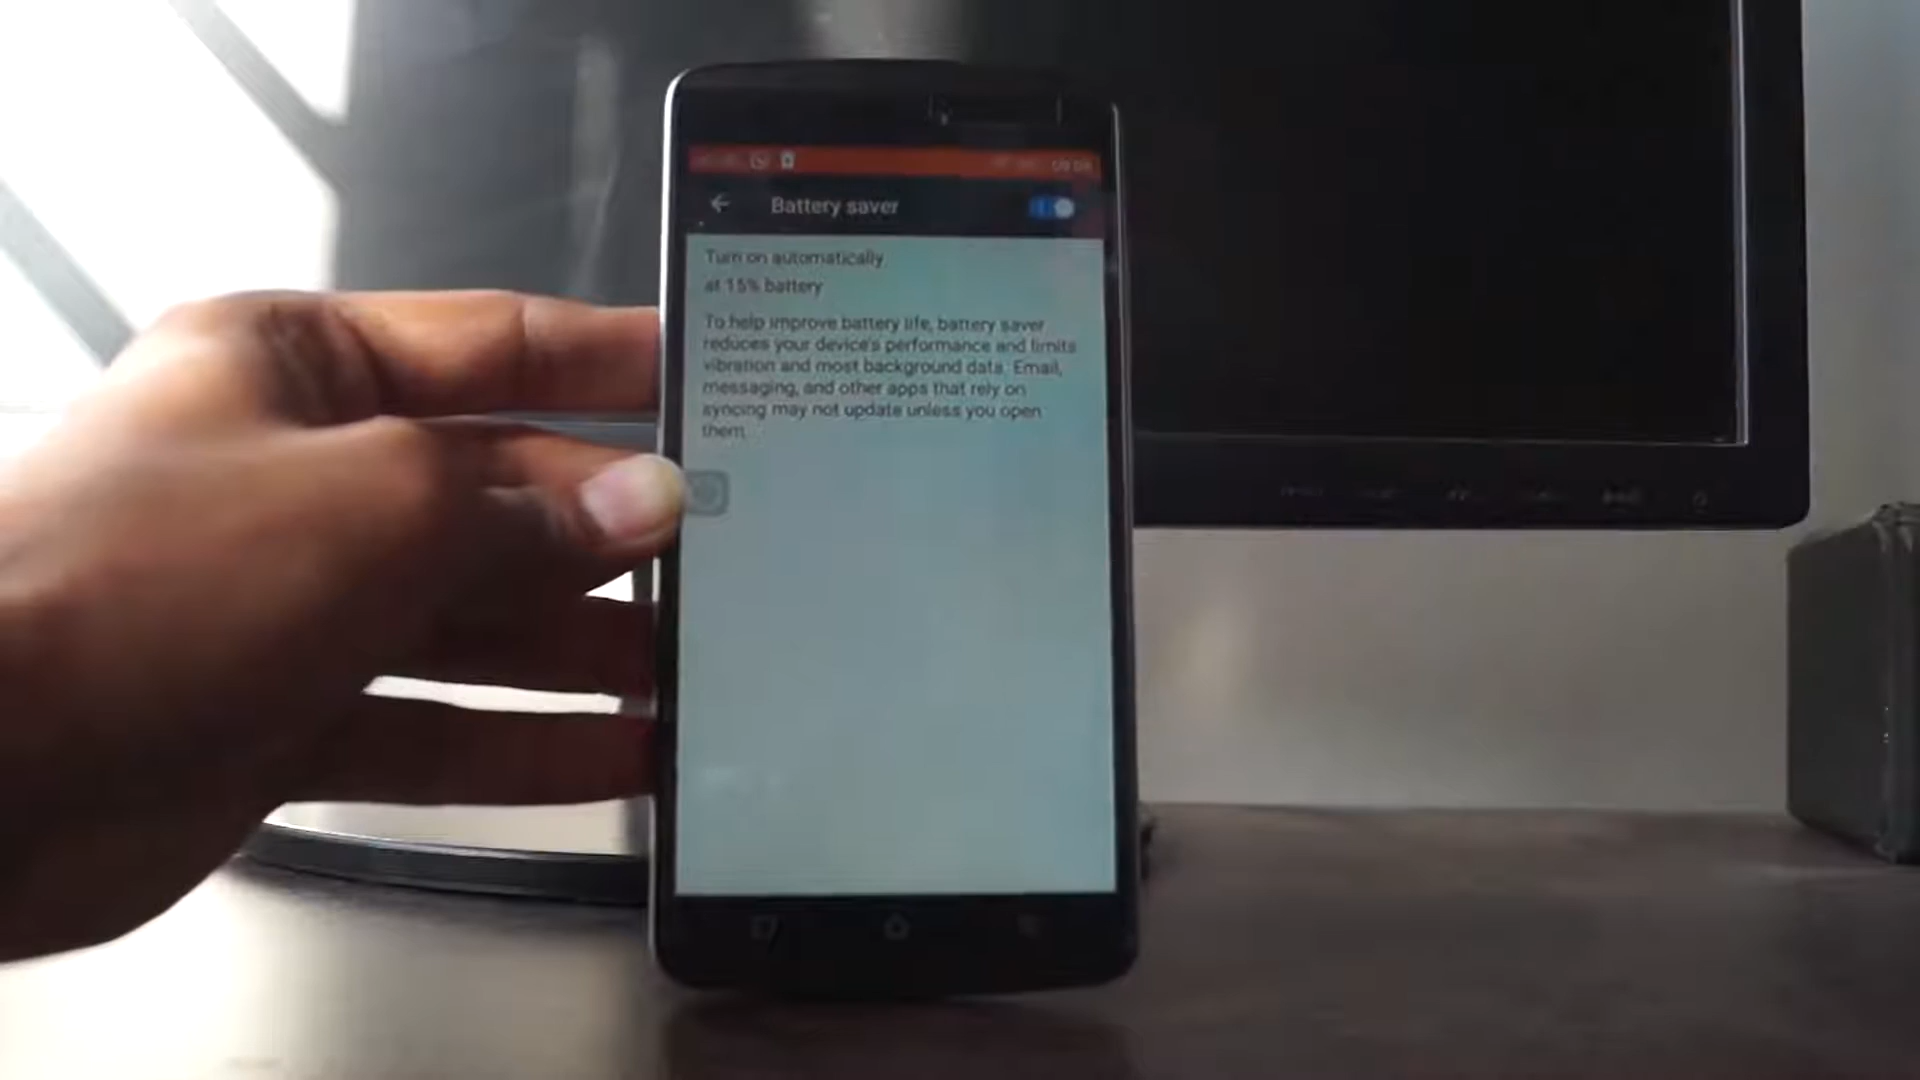 Battery saver
Turn on automatically
at 15% battery
To help improve battery life, battery saver
reduces your device's performance and limits
vibration and most background data. Email,
messaging, and other apps that rely on
syncing may not update unless you open
them.